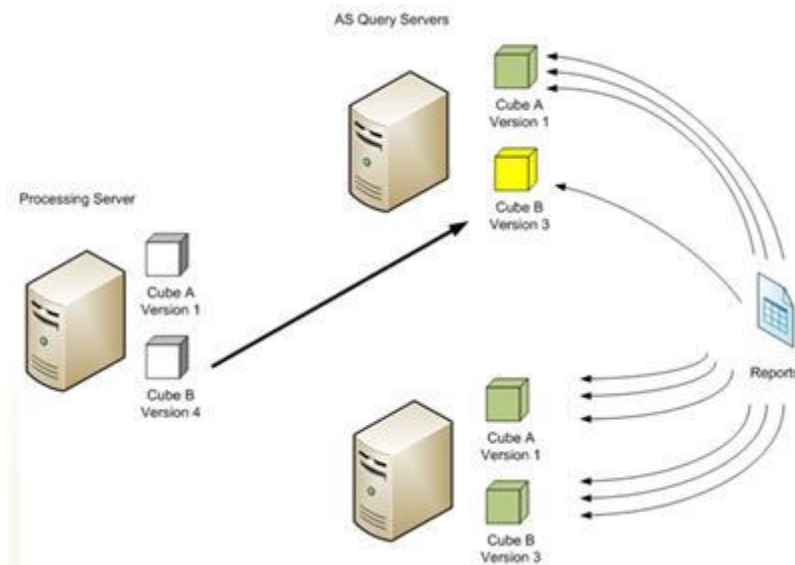 AS Query Servers
Cube A
Version 1
Cube B
Version 3
Processing Server
Cube A
Version 1
Cube B
Version 4
Reports
Cube A
Version 1
Cube B
Version 3